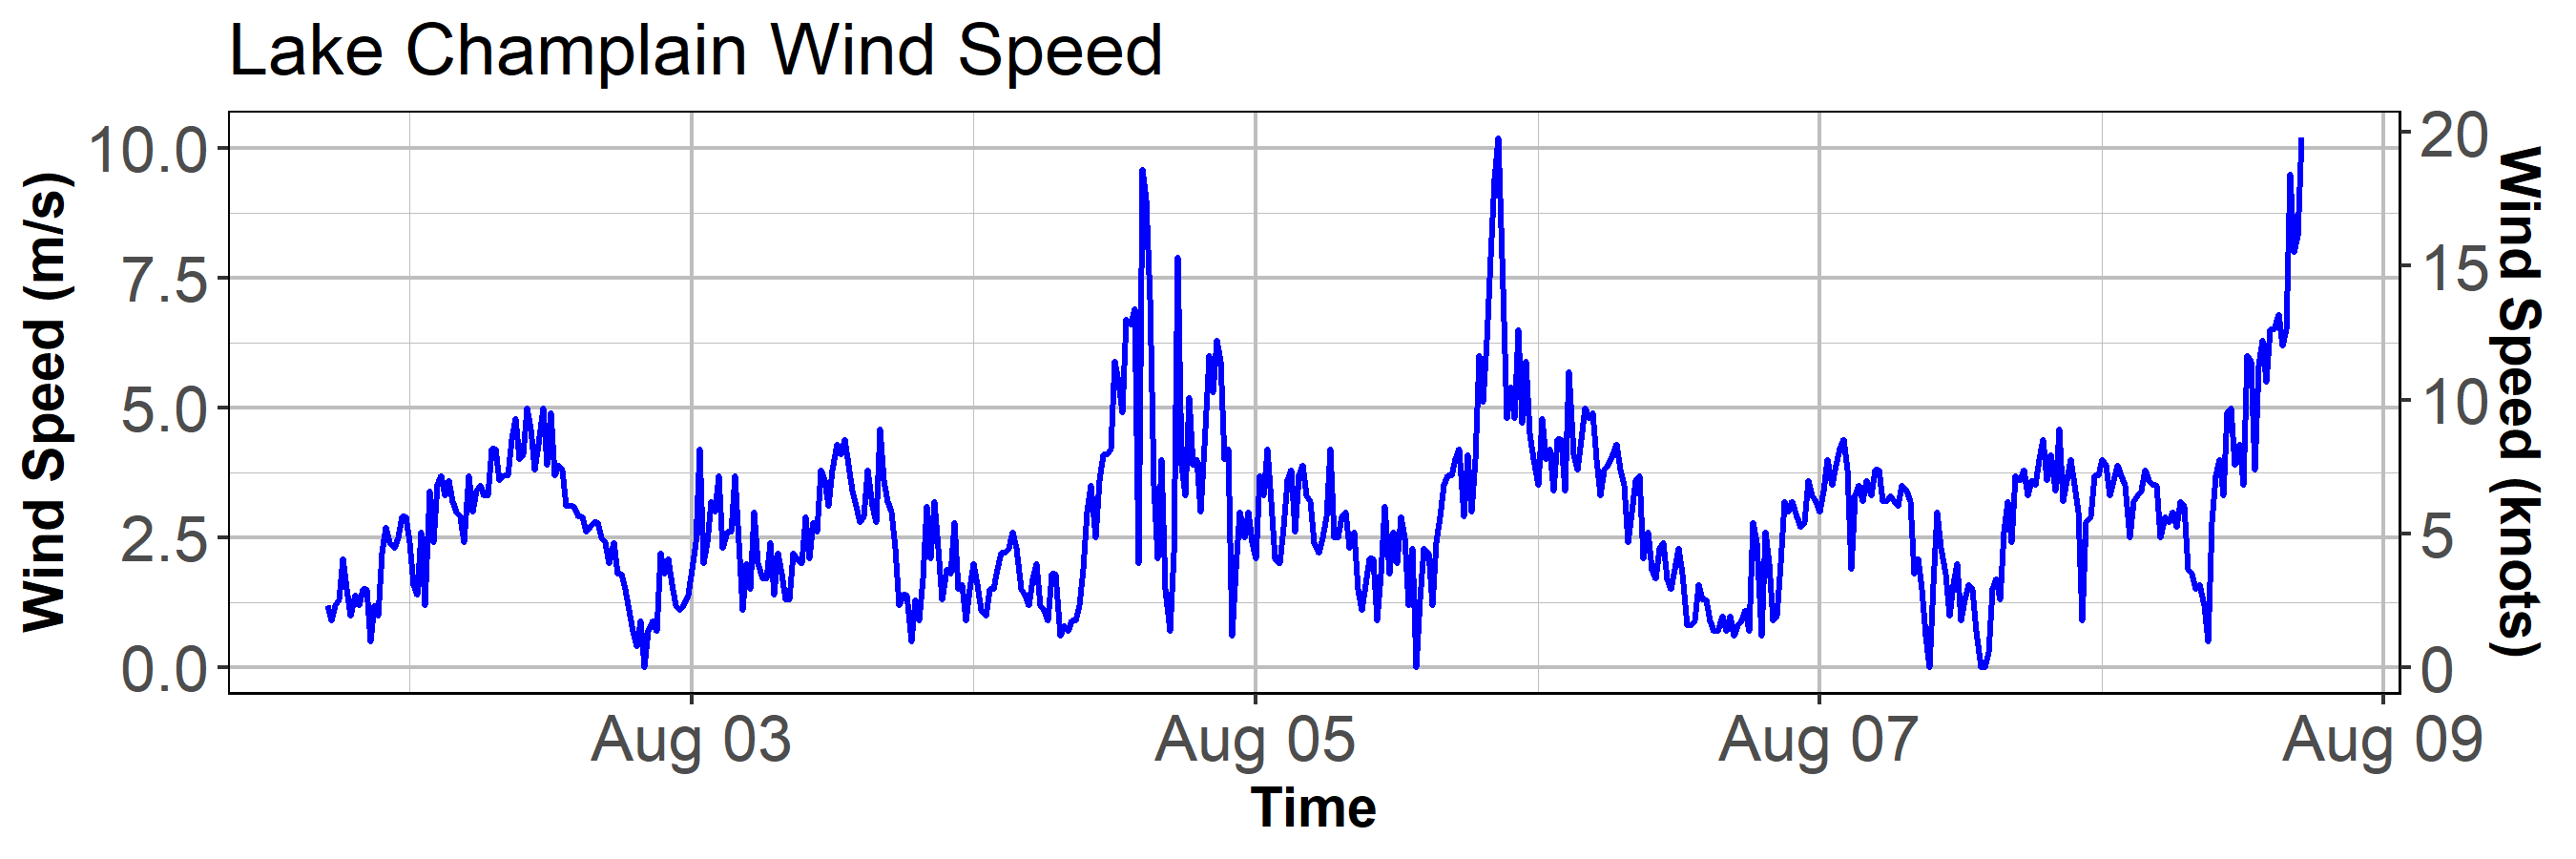 Lake Champlain Wind Speed
Wind Speed (m/s)
10.0
7.5
5.0
2.5
0.0
20
15
10
5
0
Wind Speed (knots)
Aug 03
Aug 05
Aug 07
Aug 09
Time